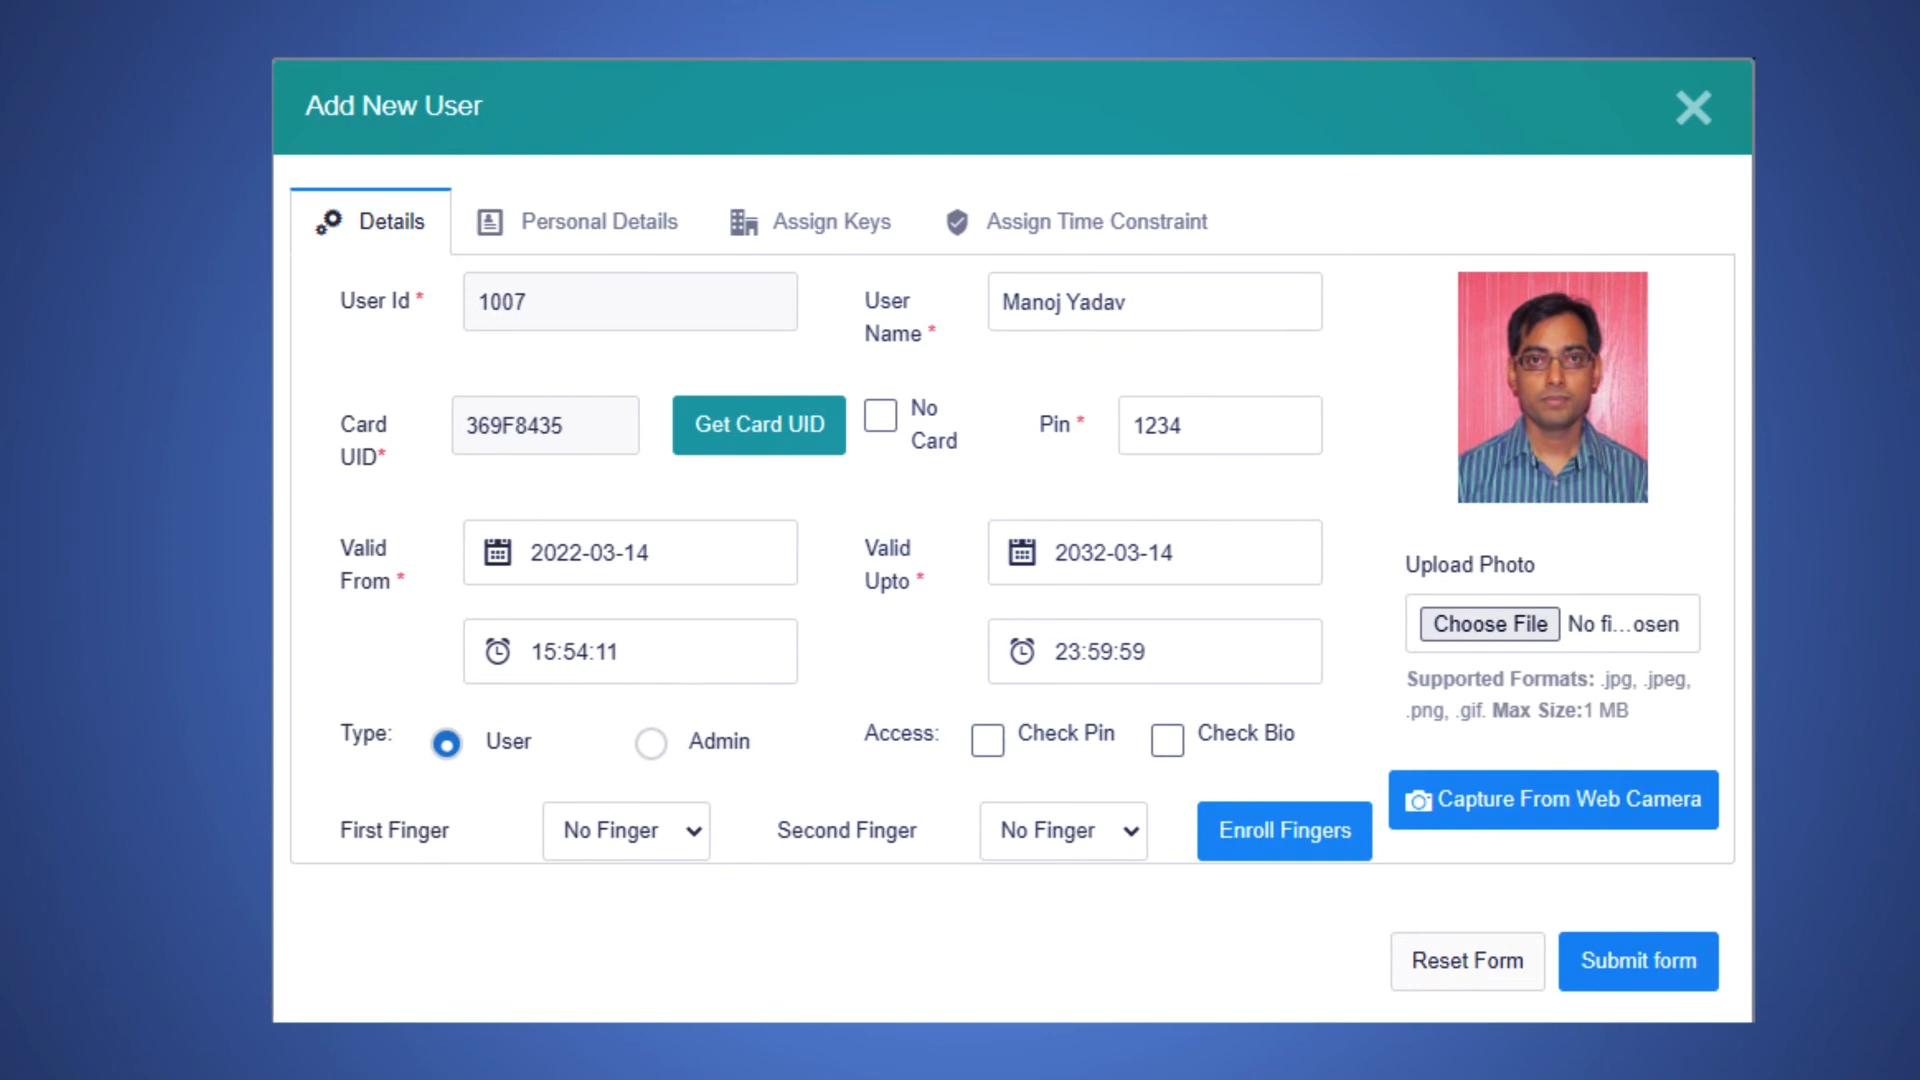 Add New User
Details
Personal Details
Assign Keys
Assign Time Constraint
User Id *
1007
User
Name *
Manoj Yadav
Card
UID*
369F8435
Get Card UID
No
Card
Pin *
1234
Valid
From *
2022-03-14
Valid
Upto *
2032-03-14
15:54:11
23:59:59
Upload Photo
Choose File No fi...osen
Supported Formats: .jpg, .jpeg,
.png, .gif. Max Size:1 MB
Type:
User
Admin
Access:
Check Pin
Check Bio
Capture From Web Camera
First Finger
No Finger
Second Finger
No Finger
Enroll Fingers
Reset Form
Submit form